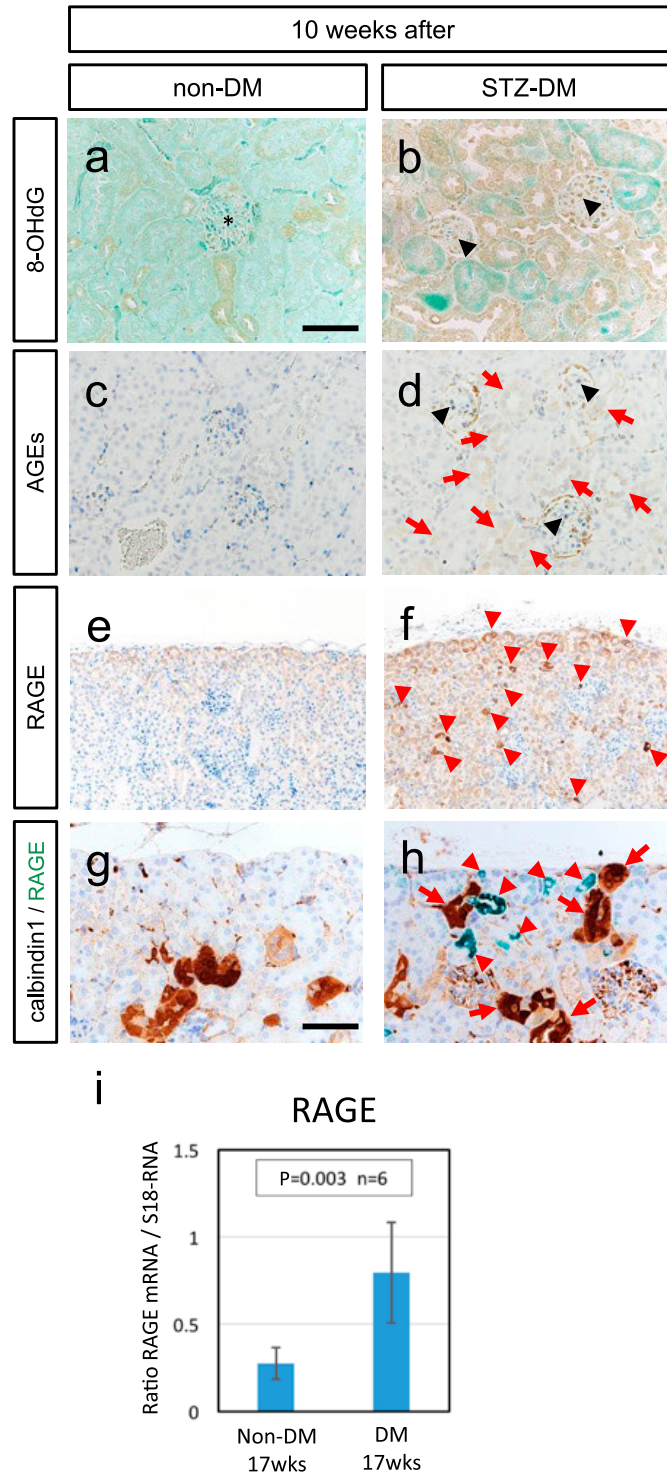 10 weeks after
non-DM
STZ-DM
8-OHdG
a
*
b
AGEs
c
d
RAGE
e
f
calbindin1 / RAGE
g
h
i
RAGE
Ratio RAGE mRNA / S18-RNA
1.5
P=0.003 n=6
1
0.5
0
Non-DM
17wks
DM
17wks